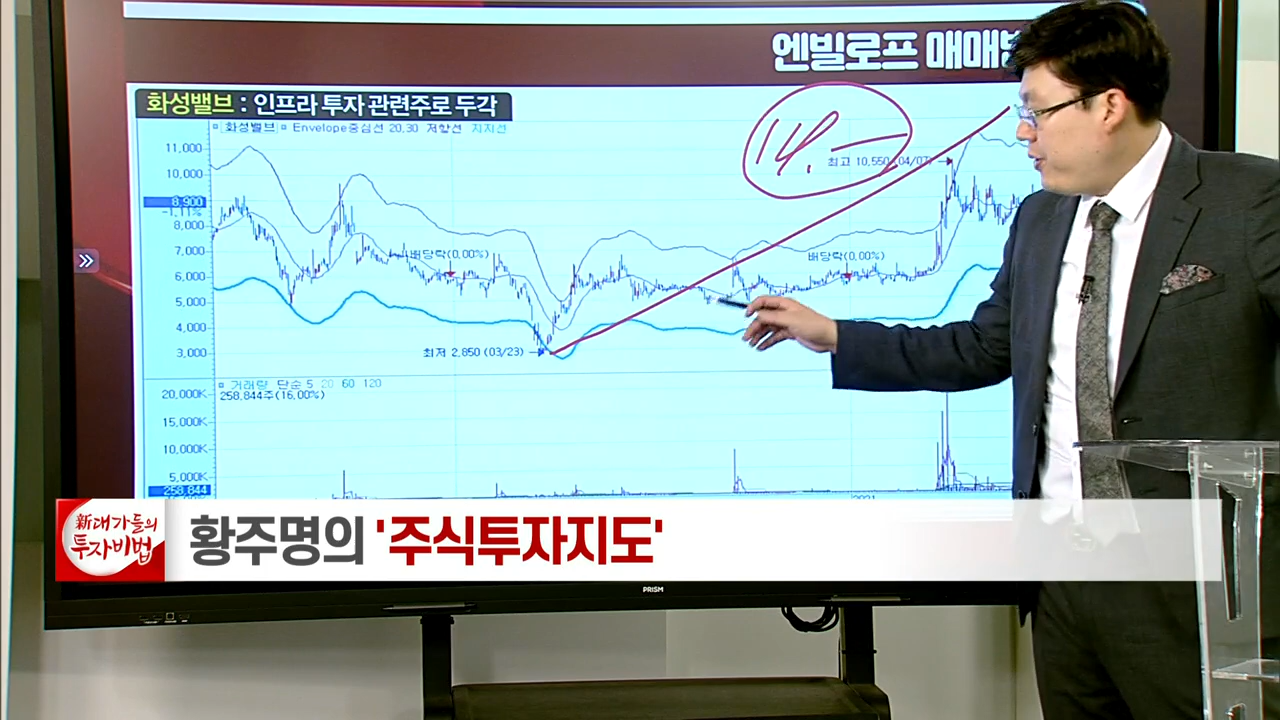 엔빌로프 매매
화성밸브 : 인프라 투자 관련주로 두각
화성밸브 Envelope중심선 20,30 저항선 지지선
11,000
8,900
-1.11%
8,000
7,000
6,000
5,000
4,000
3,000
14.-
최고 10,550 (04/07)
배당락(0.00%)
배당락(0.00%)
최저 2,850 (03/23)
거래량 단순 5 20 60 120
258,844주(16.00%)
20,000K
15,000K
10,000K
5,000K
258,844
2021
新대가들의
투자비법
황주명의 '주식투자지도'
PRISM